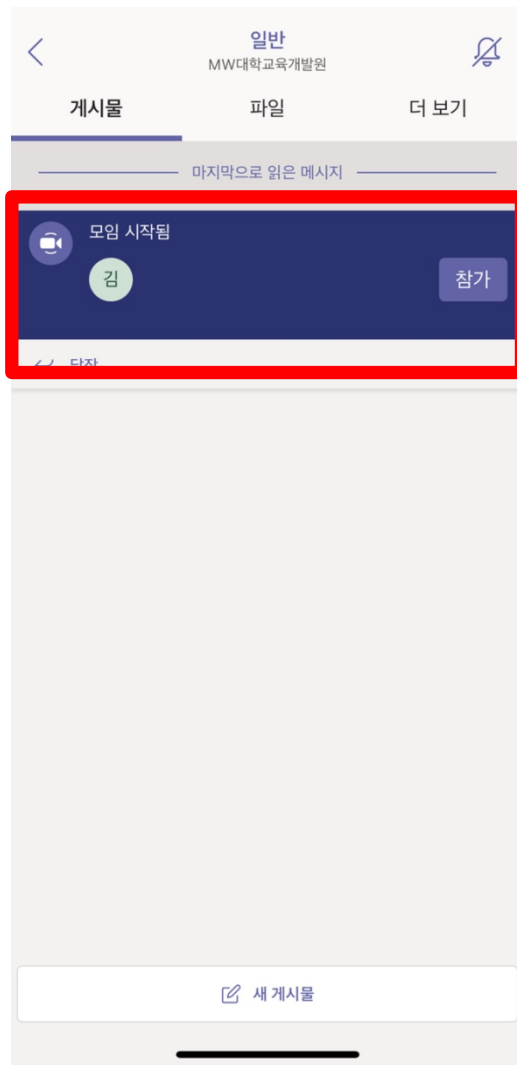 일반
MW대학교육개발원
게시물 파일 더 보기
마지막으로 읽은 메시지
모임 시작됨
김
참가
새 게시물